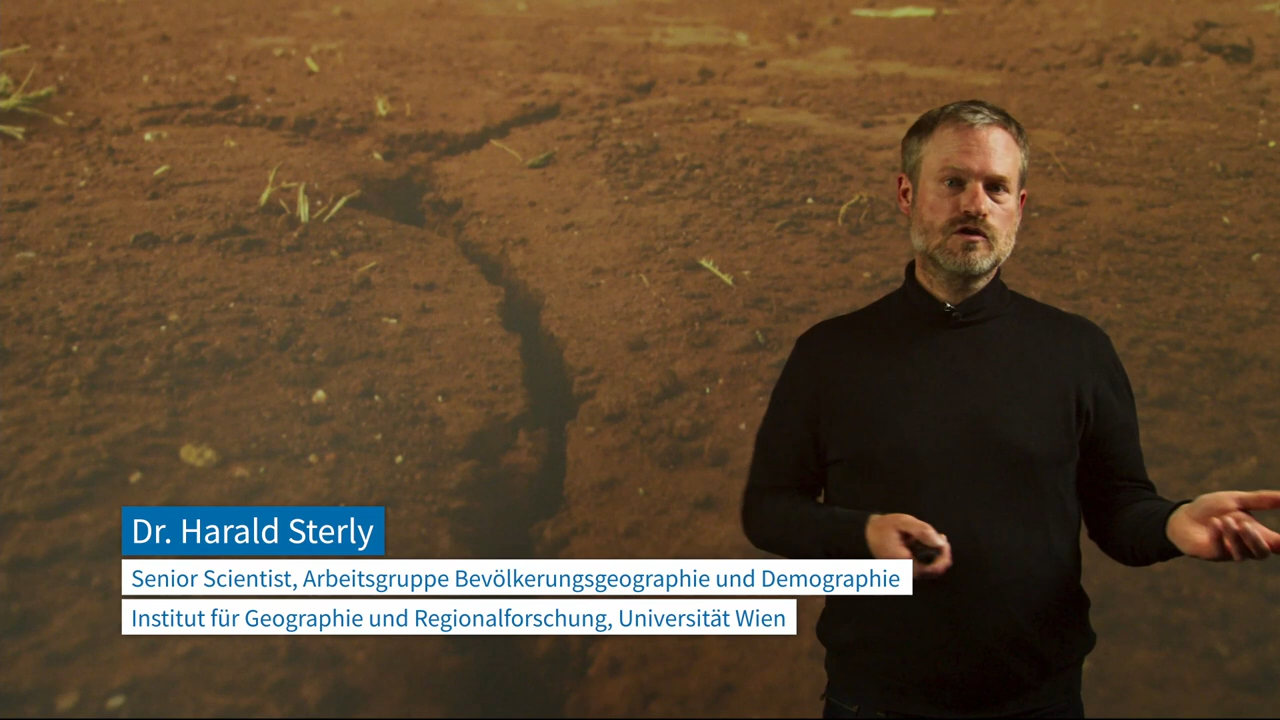 Dr. Harald Sterly
Senior Scientist, Arbeitsgruppe Bevölkerungsgeographie und Demographie
Institut für Geographie und Regionalforschung, Universität Wien